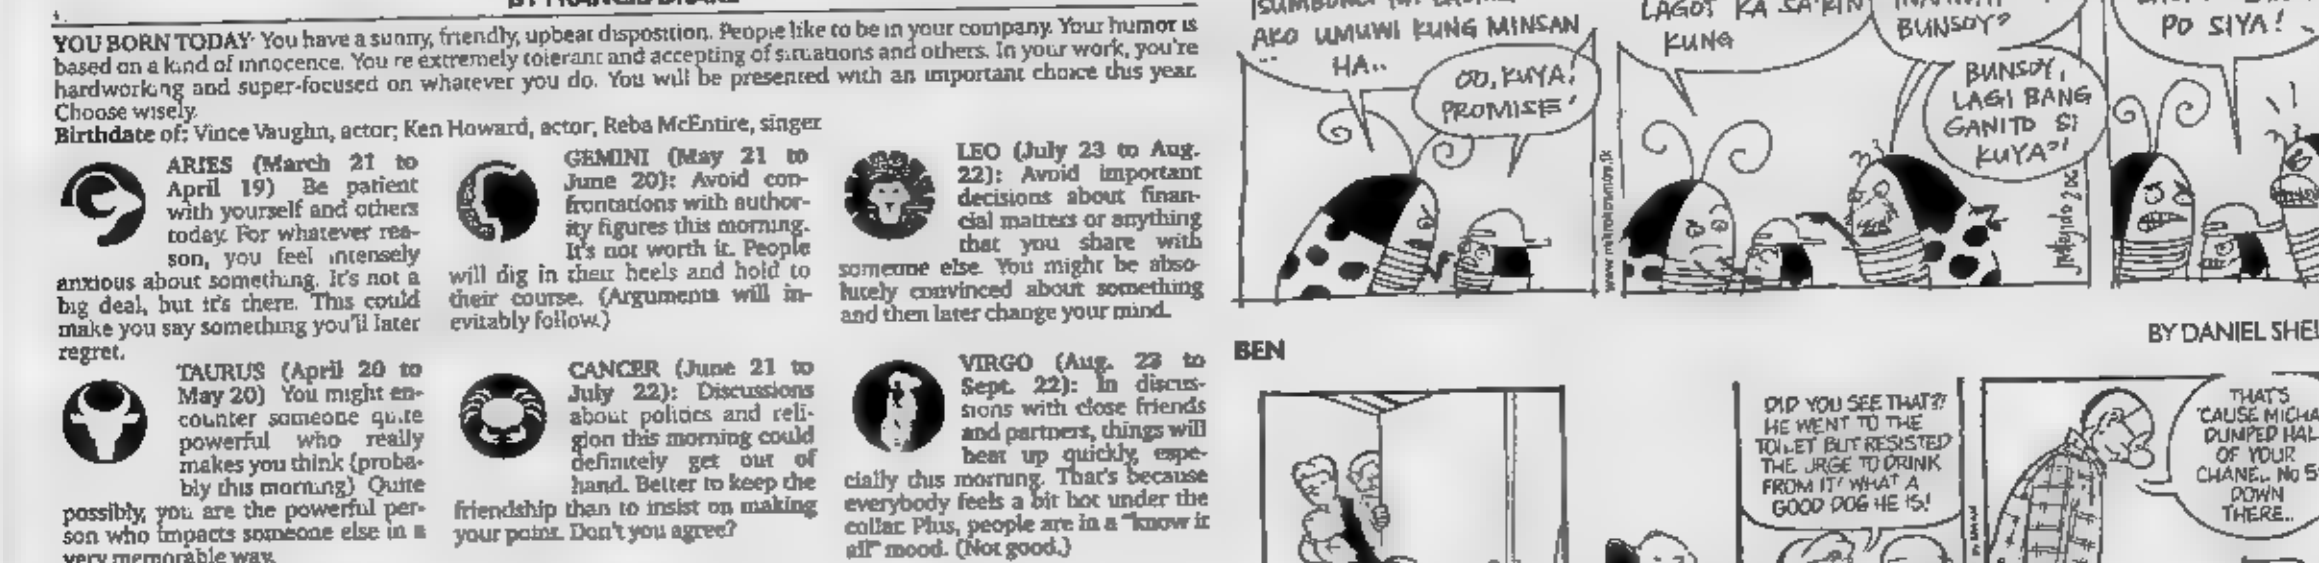 YOU BORN TODAY: You have a sunny, friendly, upbeat disposition. People like to be in your company. Your humor is
based on a kind of innocence. You're extremely tolerant and accepting of situations and others. In your work, you're
hardworking and super-focused on whatever you do. You will be presented with an important choice this year.
Choose wisely.
Birthdate of: Vince Vaughn, actor; Ken Howard, actor; Reba McEntire, singer
ARIES (March 21 to
April 19) Be patient
with yourself and others
today. For whatever rea-
son, you feel intensely
anxious about something. It's not a
big deal, but it's there. This could
make you say something you'll later
regret.
TAURUS (April 20 to
May 20) You might en-
counter someone quite
powerful who really
makes you think (proba-
bly this morning) Quite
possibly, you are the powerful per-
son who impacts someone else in a
very memorable way.
GEMINI (May 21 to
June 20): Avoid con-
frontations with author-
ity figures this morning.
It's not worth it. People
will dig in their heels and hold to
their course. (Arguments will in-
evitably follow.)
CANCER (June 21 to
July 22): Discussions
about politics and reli-
gion this morning could
definitely get out of
hand. Better to keep the
friendship than to insist on making
your point. Don't you agree?
LEO (July 23 to Aug.
22): Avoid important
decisions about finan-
cial matters or anything
that you share with
someone else. You might be abso-
lutely convinced about something
and then later change your mind.
VIRGO (Aug. 23 to
Sept. 22): In discus-
sions with close friends
and partners, things will
heat up quickly, espe-
cially this morning. That's because
everybody feels a bit hot under the
collar. Plus, people are in a "know it
all" mood. (Not good.)
AKO UMUWI KUNG MINSAN
HA..
OO, KUYA!
PROMISE!
LAGOT KA SA'KIN
KUNG
BUNSOY?
BUNSOY,
LAGI BANG
GANITO SI
KUYA?!
PO SIYA!
BEN
BY DANIEL SHEL
DID YOU SEE THAT?!
HE WENT TO THE
TOILET BUT RESISTED
THE URGE TO DRINK
FROM IT! WHAT A
GOOD DOG HE IS!
THAT'S
'CAUSE MICHA
DUMPED HAL
OF YOUR
CHANEL No 5
DOWN
THERE..